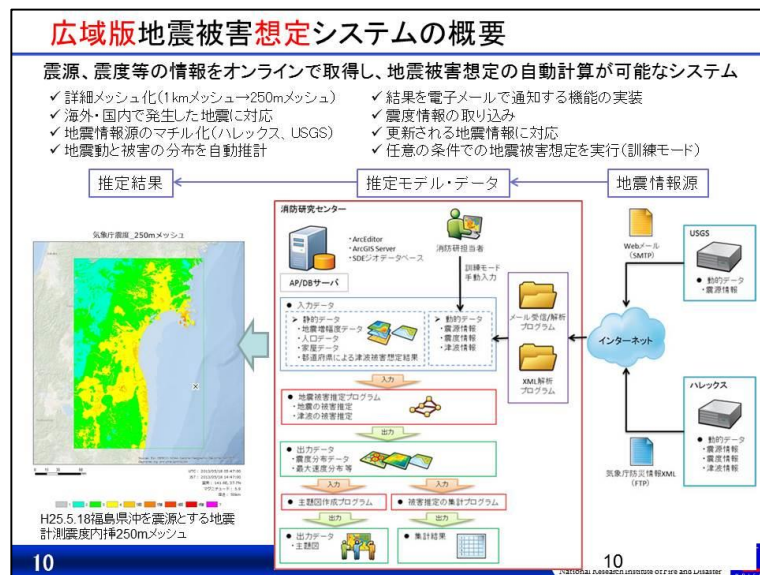 広域版地震被害想定システムの概要
震源、震度等の情報をオンラインで取得し、地震被害想定の自動計算が可能なシステム
✓ 詳細メッシュ化(1kmメッシュ→250mメッシュ)
✓ 海外・国内で発生した地震に対応
✓ 地震情報源のマチル化(ハレックス、USGS)
✓ 地震動と被害の分布を自動推計
✓ 結果を電子メールで通知する機能の実装
✓ 震度情報の取り込み
✓ 更新される地震情報に対応
✓ 任意の条件での地震被害想定を実行(訓練モード)
推定結果
推定モデル・データ
地震情報源
気象庁震度_250mメッシュ
H25.5.18福島県沖を震源とする地震
計測震度内挿250mメッシュ
消防研究センター
・ArcEditor
・ArcGIS Server
・SDEジオデータベース
AP/DBサーバ
消防研担当者
訓練モード
手動入力
● 入力データ
➢ 静的データ
・地震増幅度データ
・人口データ
・家屋データ
・都道府県による津波被害想定結果
➢ 動的データ
・震源情報
・震度情報
・津波情報
入力
● 地震被害推定プログラム
・地震の被害推定
・津波の被害推定
出力
● 出力データ
・震度分布データ
・最大速度分布等
入力
入力
● 主題図作成プログラム
● 被害推定の集計プログラム
出力
出力
● 出力データ
・主題図
● 集計結果
メール受信/解析
プログラム
XML解析
プログラム
Webメール
(SMTP)
インターネット
気象庁防災情報XML
(FTP)
USGS
● 動的データ
・震源情報
ハレックス
● 動的データ
・震源情報
・震度情報
・津波情報
10
10
National Research Institute of Fire and Disaster